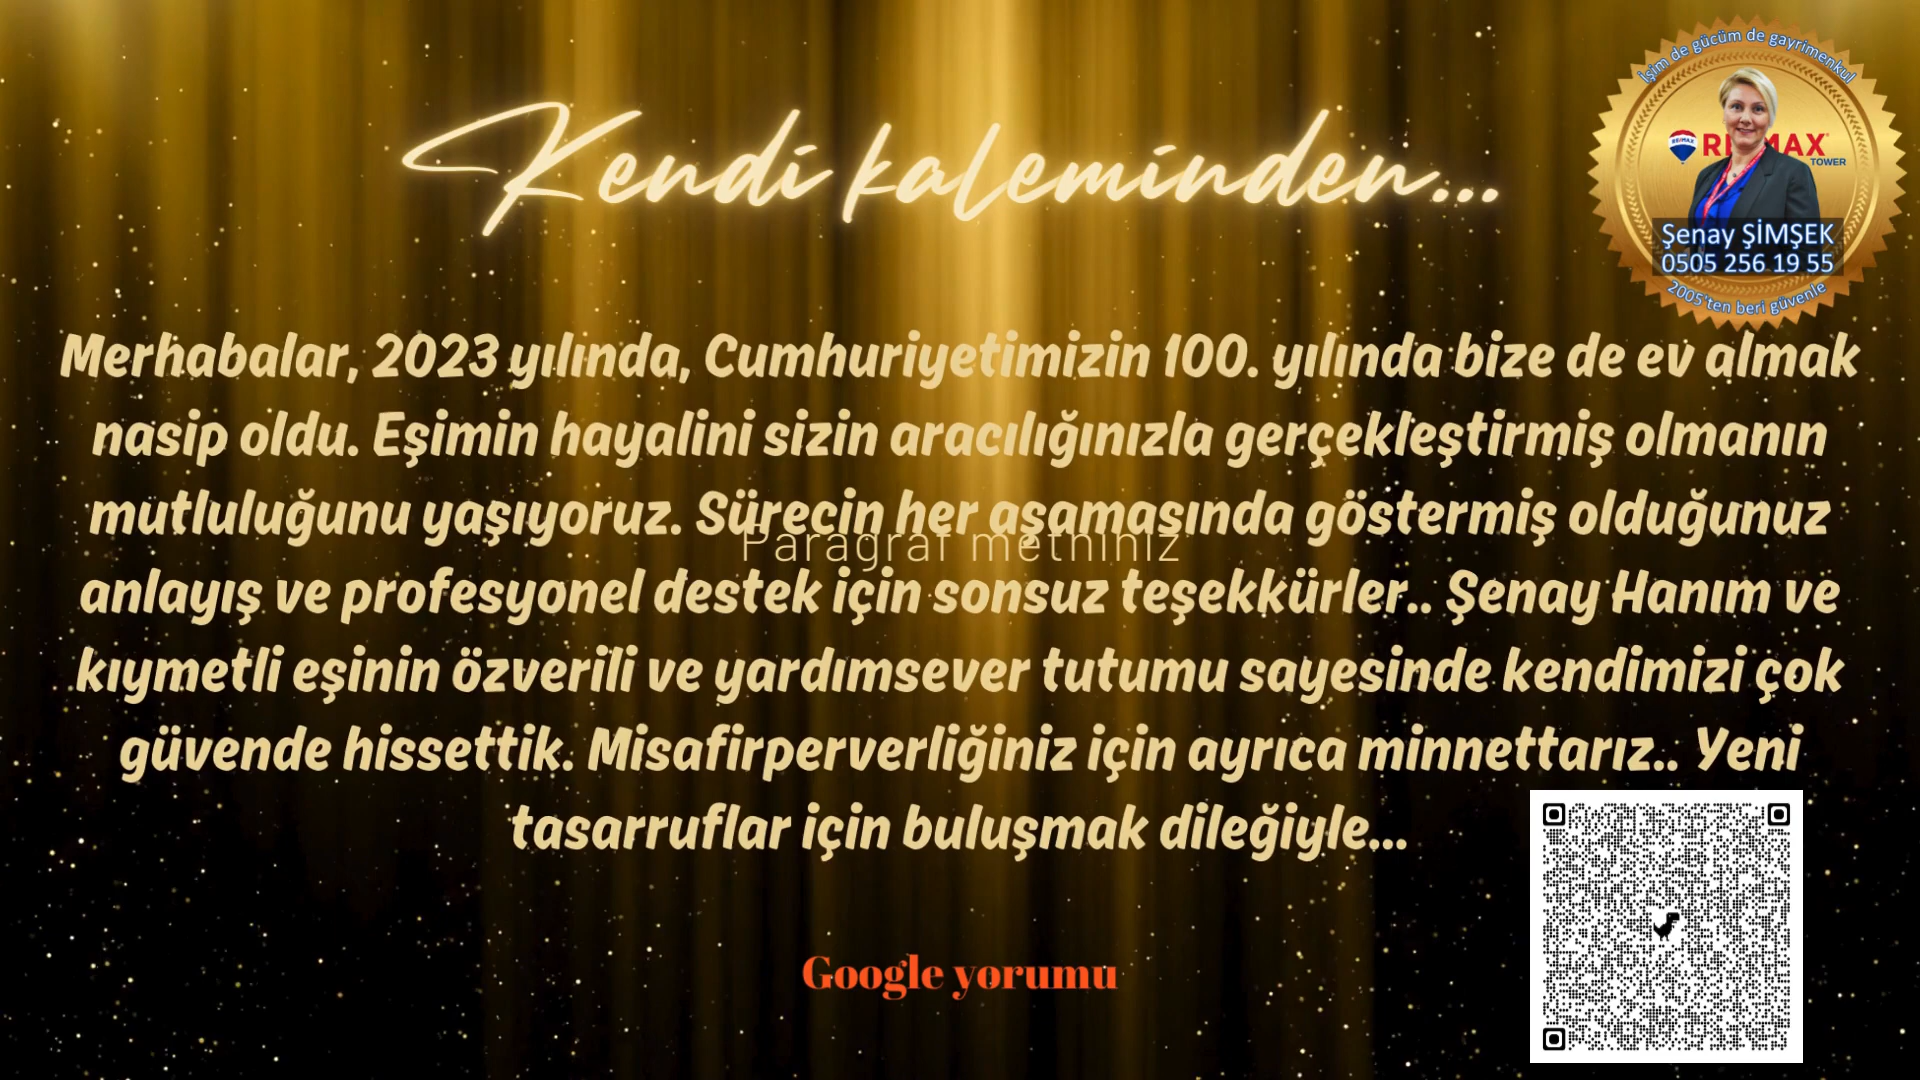 Kendi kaleminden...
İşim de gücüm de gayrimenkul
RE/MAX
RE/MAX
TOWER
Şenay ŞİMŞEK
0505 256 19 55
2005'ten beri güvenle
Merhabalar, 2023 yılında, Cumhuriyetimizin 100. yılında bize de ev almak
nasip oldu. Eşimin hayalini sizin aracılığınızla gerçekleştirmiş olmanın
mutluluğunu yaşıyoruz. Sürecin her aşamasında göstermiş olduğunuz
Paragraf metniniz
anlayış ve profesyonel destek için sonsuz teşekkürler.. Şenay Hanım ve
kıymetli eşinin özverili ve yardımsever tutumu sayesinde kendimizi çok
güvende hissettik. Misafirperverliğiniz için ayrıca minnettarız.. Yeni
tasarruflar için buluşmak dileğiyle...
Google yorumu